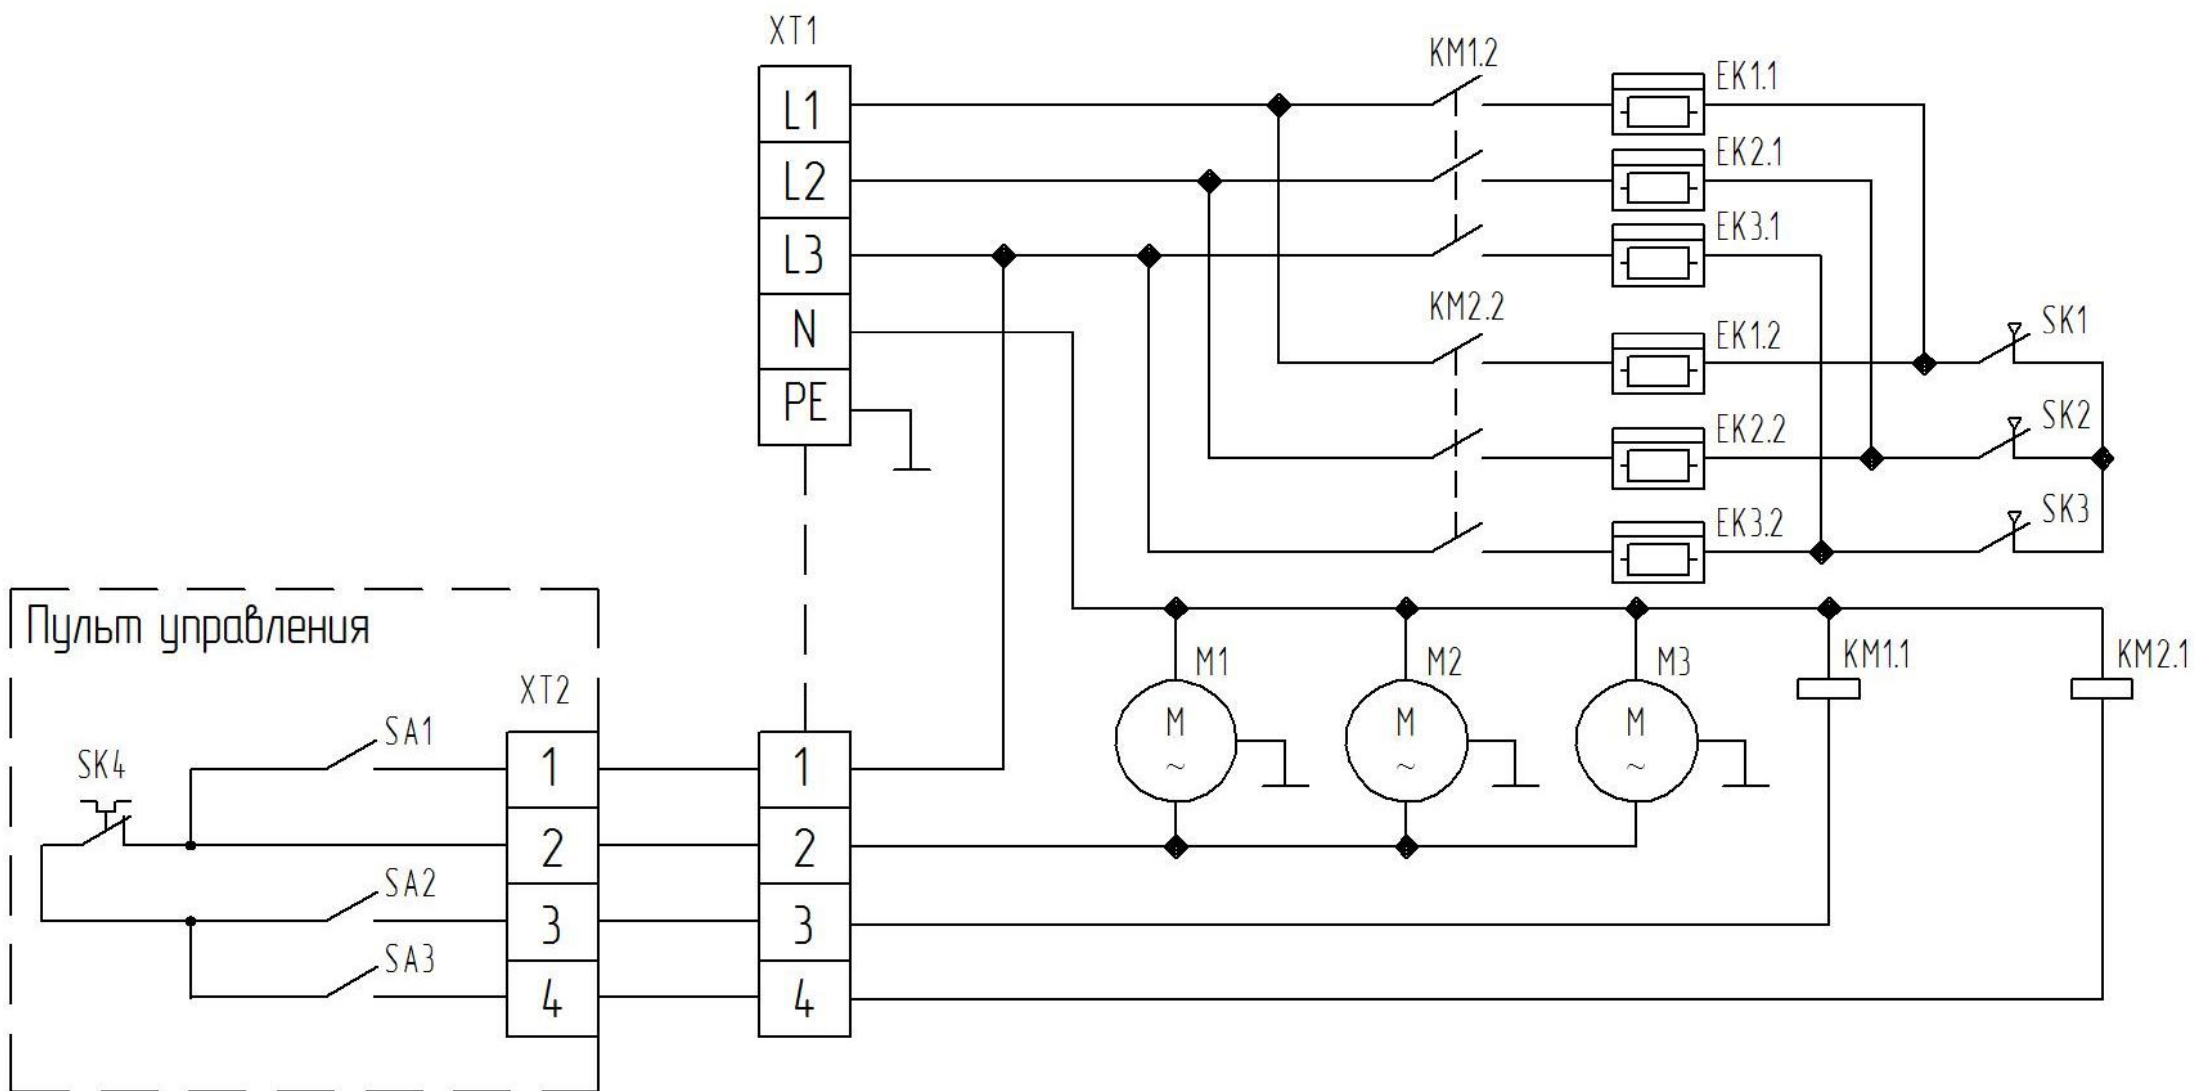 XT1
L1
L2
L3
N
PE
KM1.2
EK1.1
EK2.1
EK3.1
KM2.2
EK1.2
EK2.2
EK3.2
SK1
SK2
SK3
Пульт управления
XT2
SK4
SA1
SA2
SA3
1
2
3
4
1
2
3
4
M1
M
~
M2
M
~
M3
M
~
KM1.1
KM2.1